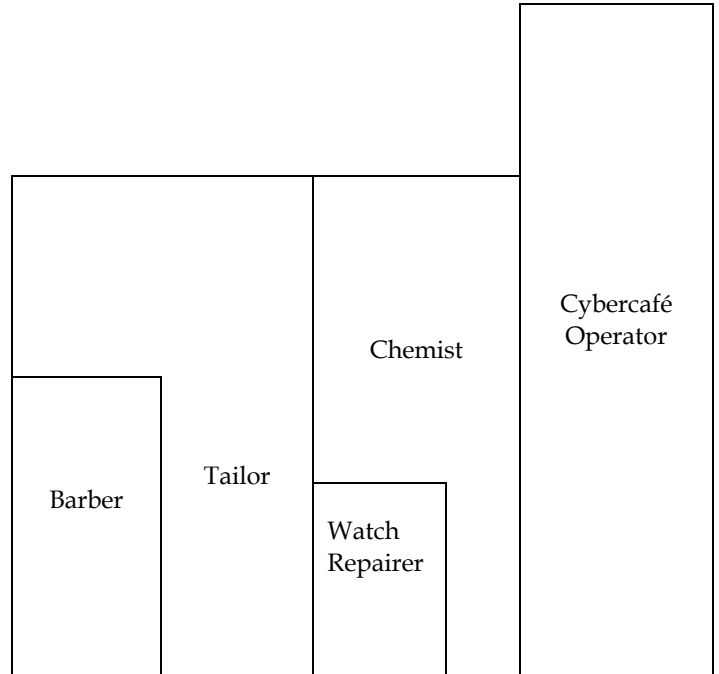 Cybercafé
Operator
Chemist
Tailor
Barber
Watch
Repairer